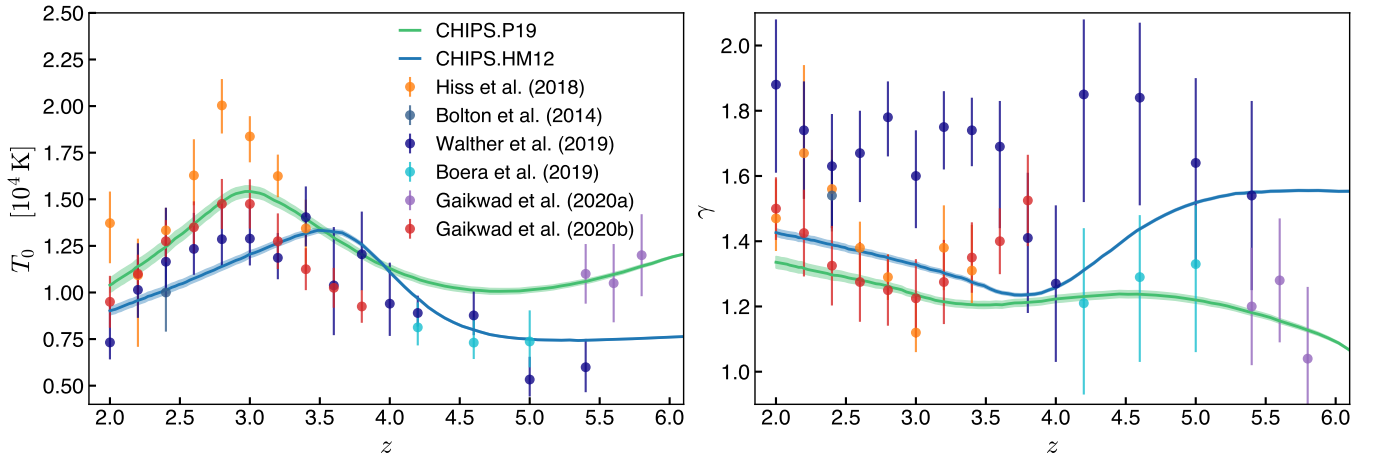 2.50
2.25
2.00
1.75
1.50
1.25
1.00
0.75
0.50
T₀ [10⁴ K]
2.0 2.5 3.0 3.5 4.0 4.5 5.0 5.5 6.0
z
CHIPS.P19
CHIPS.HM12
Hiss et al. (2018)
Bolton et al. (2014)
Walther et al. (2019)
Boera et al. (2019)
Gaikwad et al. (2020a)
Gaikwad et al. (2020b)
2.0
1.8
1.6
1.4
1.2
1.0
γ
2.0 2.5 3.0 3.5 4.0 4.5 5.0 5.5 6.0
z